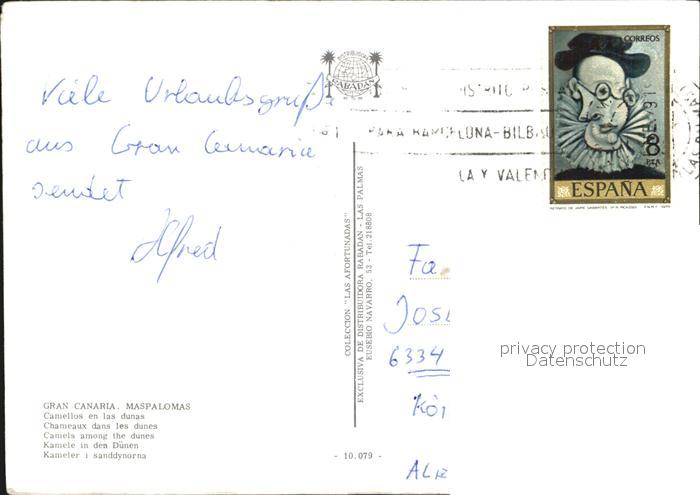 Viele Urlaubsgrüße
aus Gran Canaria
sendet
Alfred
GRAN CANARIA. MASPALOMAS
Camellos en las dunas
Chameaux dans les dunes
Camels among the dunes
Kamele in den Dünen
Kameler i sanddynorna
RABADAN
COLECCION "LAS AFORTUNADAS"
EXCLUSIVA DE DISTRIBUIDORA RABADAN - LAS PALMAS
EUSEBIO NAVARRO, 53 - Tel. 218808
- 10.079 -
PARA BARCELONA-BILBAO
LA Y VALEN
CORREOS
8
PTA
ESPAÑA
Fa.
6334
privacy protection
Datenschutz